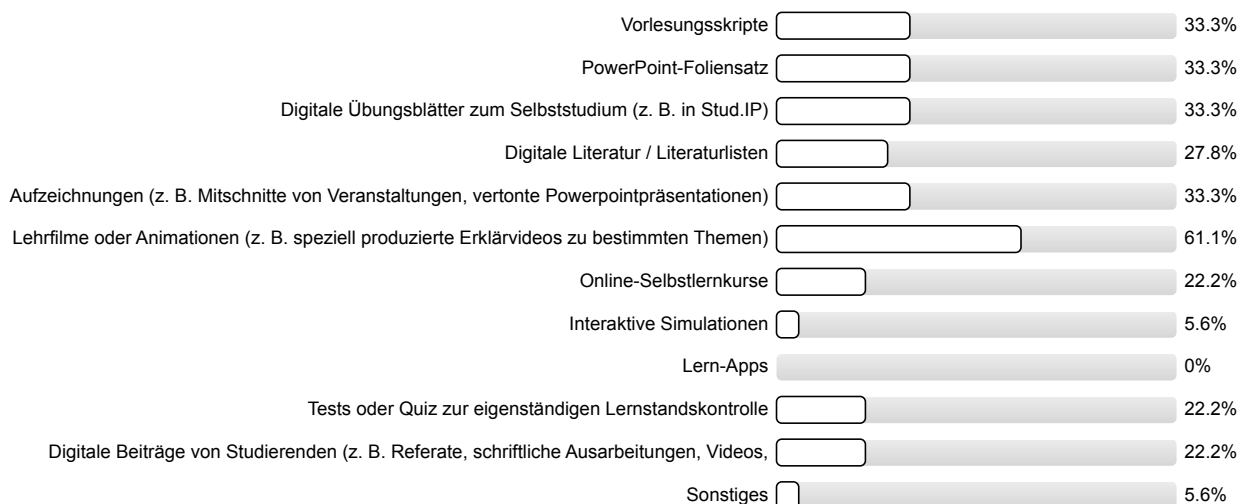 Vorlesungsskripte 33.3%
PowerPoint-Foliensatz 33.3%
Digitale Übungsblätter zum Selbststudium (z. B. in Stud.IP) 33.3%
Digitale Literatur / Literaturlisten 27.8%
Aufzeichnungen (z. B. Mitschnitte von Veranstaltungen, vertonte Powerpointpräsentationen) 33.3%
Lehrfilme oder Animationen (z. B. speziell produzierte Erklärvideos zu bestimmten Themen) 61.1%
Online-Selbstlernkurse 22.2%
Interaktive Simulationen 5.6%
Lern-Apps 0%
Tests oder Quiz zur eigenständigen Lernstandskontrolle 22.2%
Digitale Beiträge von Studierenden (z. B. Referate, schriftliche Ausarbeitungen, Videos, 22.2%
Sonstiges 5.6%